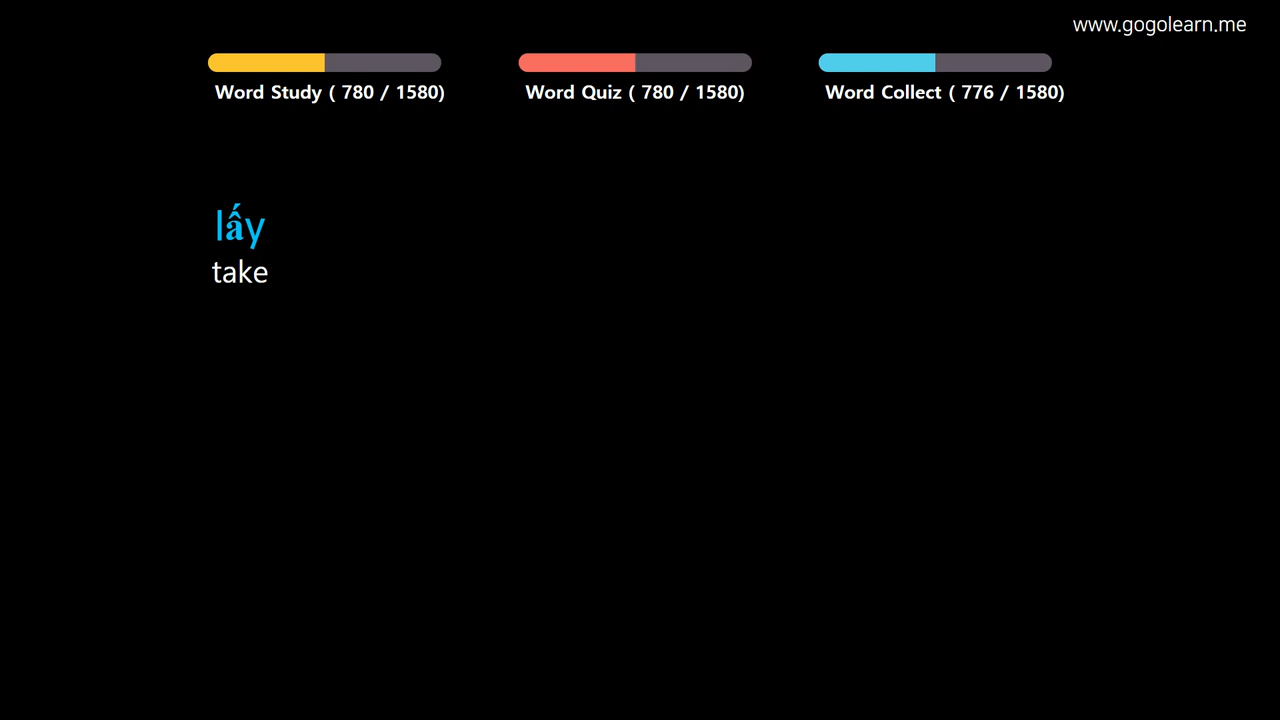 www.gogolearn.me
Word Study ( 780 / 1580)
Word Quiz ( 780 / 1580)
Word Collect ( 776 / 1580)
lấy
take